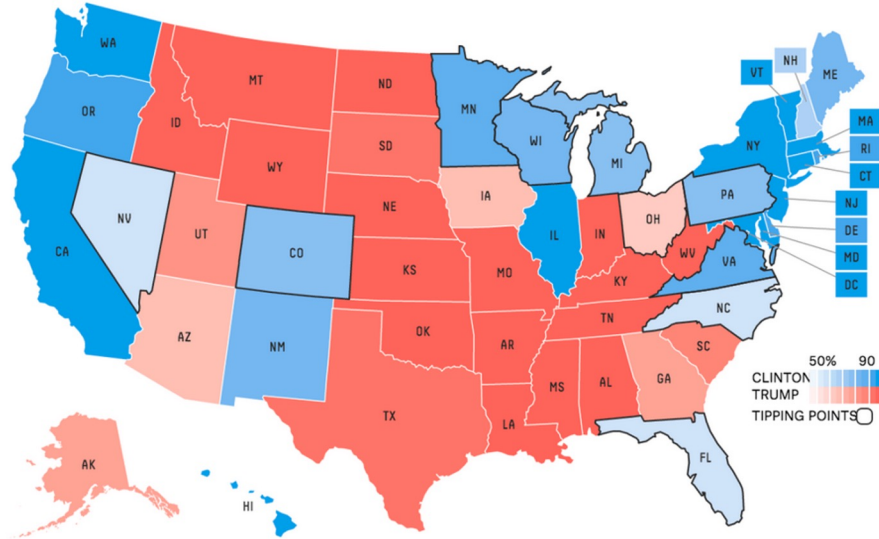 WA
MT
ND
MN
VT
NH
ME
OR
ID
SD
WI
MI
NY
MA
RI
CT
WY
IA
NE
PA
NJ
NV
UT
CO
IL
IN
OH
DE
MD
DC
CA
KS
MO
KY
WV
VA
AZ
NM
OK
AR
TN
NC
SC
MS
AL
GA
50% 90
CLINTON
TRUMP
TIPPING POINTS
TX
LA
FL
AK
HI